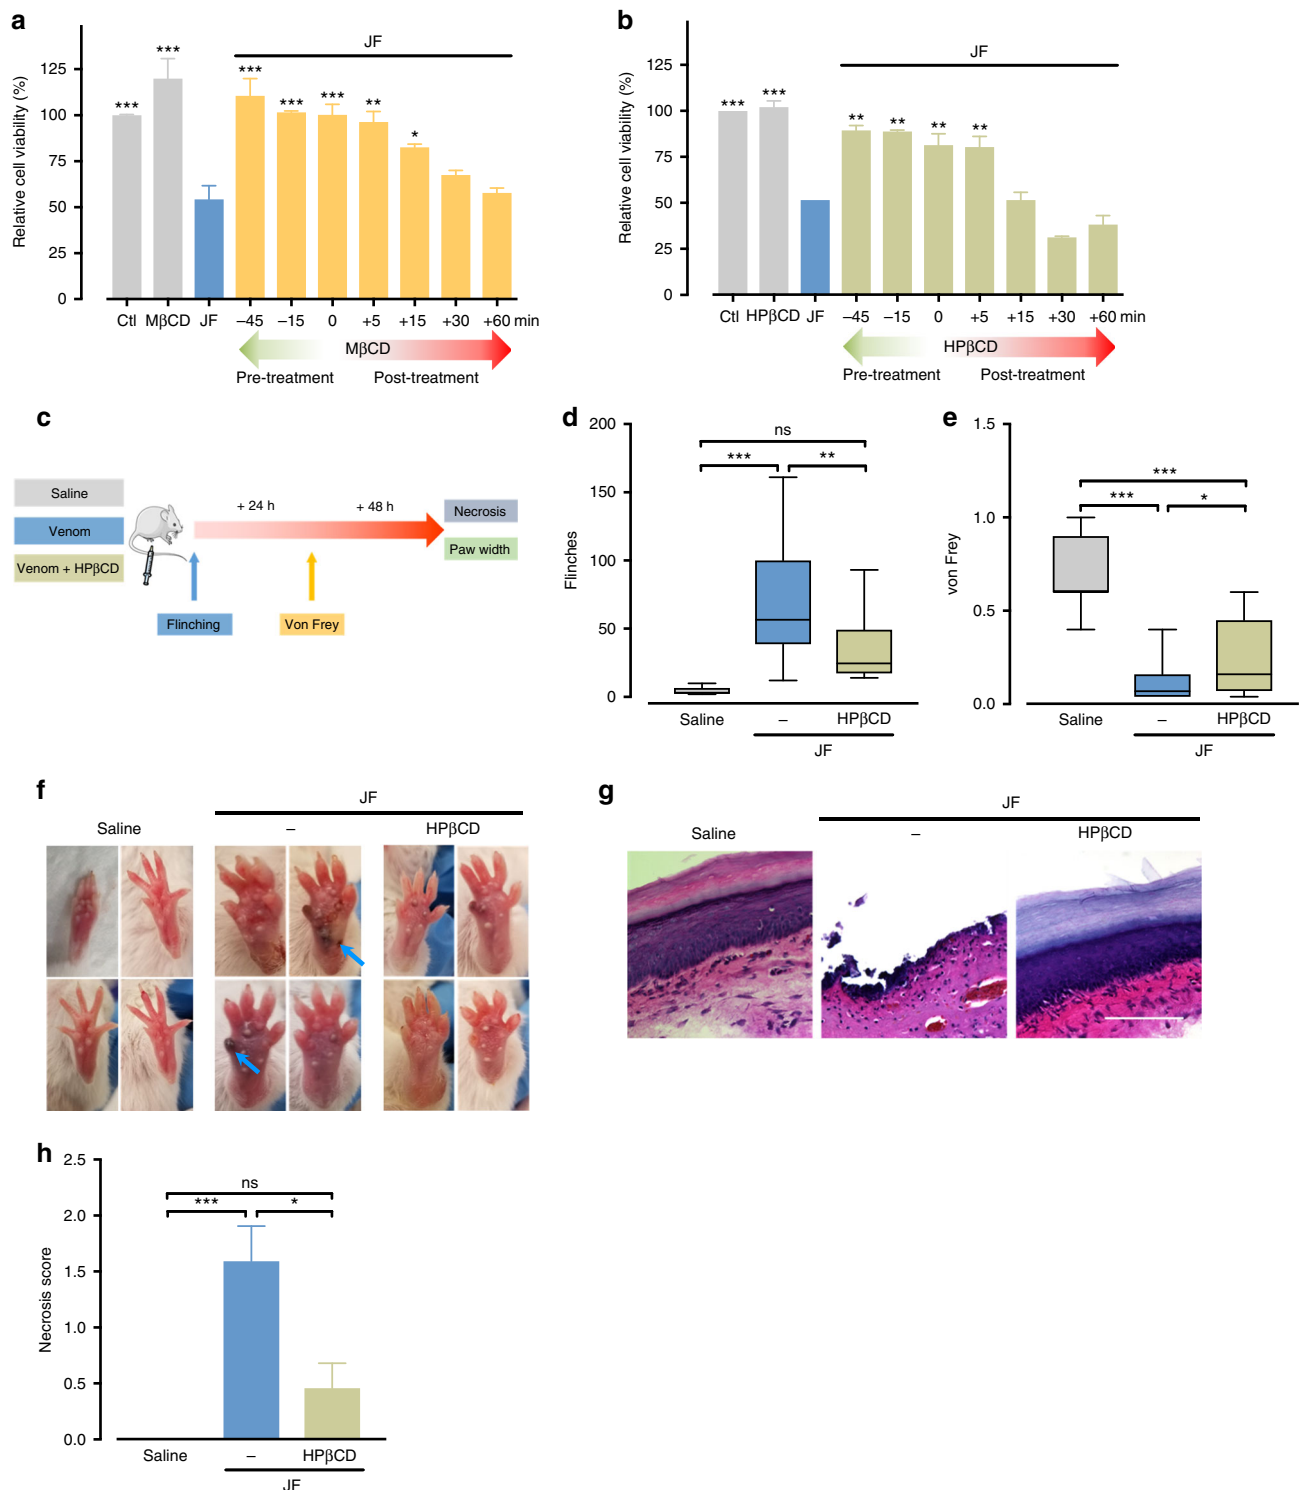 a
JF
Relative cell viability (%)
125
100
75
50
25
0
***
***
***
***
***
**
*
Ctl MβCD JF –45 –15 0 +5 +15 +30 +60 min
MβCD
Pre-treatment Post-treatment
b
JF
Relative cell viability (%)
125
100
75
50
25
0
***
***
**
**
**
**
Ctl HPβCD JF –45 –15 0 +5 +15 +30 +60 min
HPβCD
Pre-treatment Post-treatment
c
Saline
Venom
Venom + HPβCD
+ 24 h
+ 48 h
Necrosis
Paw width
Flinching
Von Frey
d
Flinches
200
150
100
50
0
ns
***
**
Saline – HPβCD
JF
e
von Frey
1.5
1.0
0.5
0.0
***
***
*
Saline – HPβCD
JF
f
JF
Saline – HPβCD
g
JF
Saline – HPβCD
h
Necrosis score
2.5
2.0
1.5
1.0
0.5
0.0
ns
***
*
Saline – HPβCD
JF